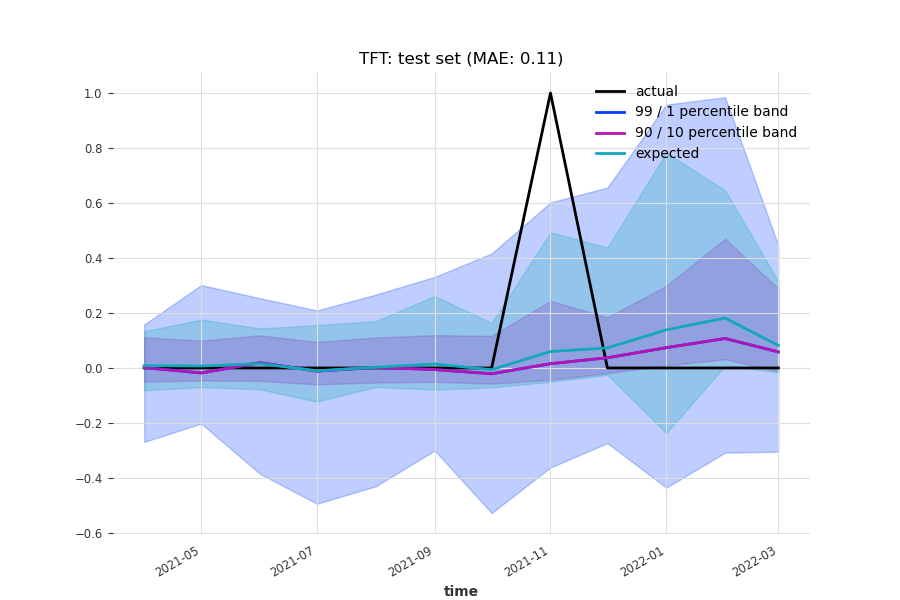 TFT: test set (MAE: 0.11)
actual
99 / 1 percentile band
90 / 10 percentile band
expected
1.0
0.8
0.6
0.4
0.2
0.0
−0.2
−0.4
−0.6
2021-05
2021-07
2021-09
2021-11
2022-01
2022-03
time